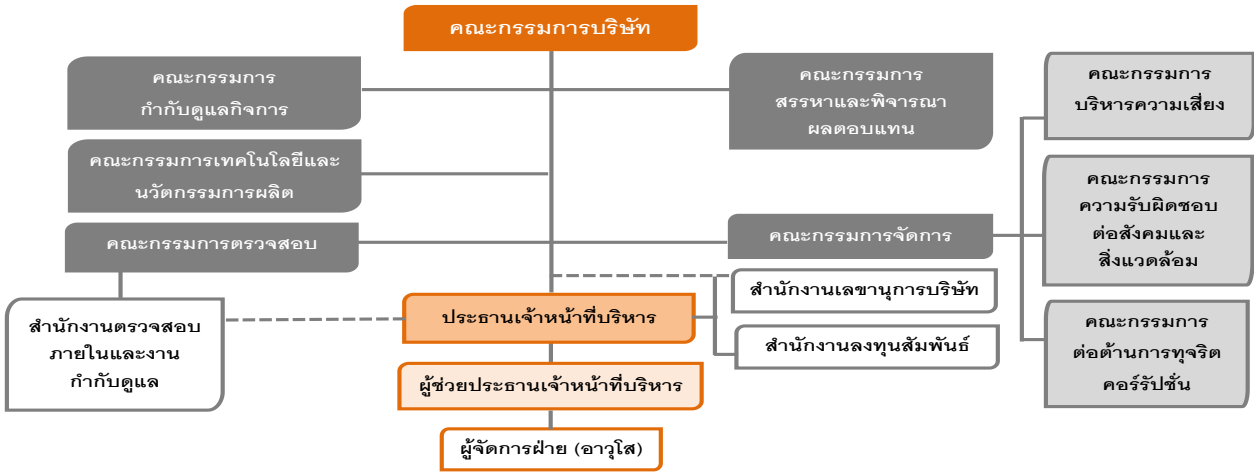 คณะกรรมการบริษัท
คณะกรรมการ
กำกับดูแลกิจการ
คณะกรรมการ
สรรหาและพิจารณา
ผลตอบแทน
คณะกรรมการ
บริหารความเสี่ยง
คณะกรรมการเทคโนโลยีและ
นวัตกรรมการผลิต
คณะกรรมการ
ความรับผิดชอบ
ต่อสังคมและ
สิ่งแวดล้อม
คณะกรรมการตรวจสอบ
คณะกรรมการจัดการ
สำนักงานเลขานุการบริษัท
สำนักงานตรวจสอบ
ภายในและงาน
กำกับดูแล
ประธานเจ้าหน้าที่บริหาร
สำนักงานลงทุนสัมพันธ์
คณะกรรมการ
ต่อต้านการทุจริต
คอร์รัปชั่น
ผู้ช่วยประธานเจ้าหน้าที่บริหาร
ผู้จัดการฝ่าย (อาวุโส)